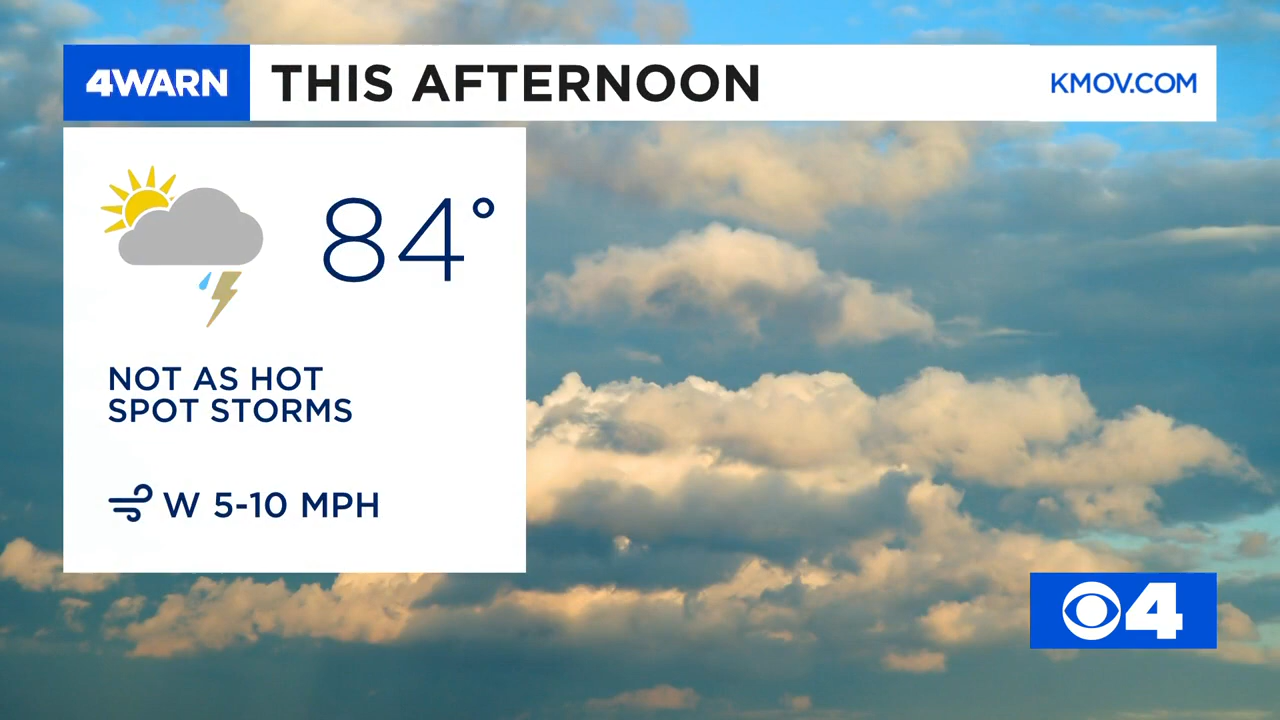 4WARN THIS AFTERNOON KMOV.COM
84°
NOT AS HOT
SPOT STORMS
W 5-10 MPH
4